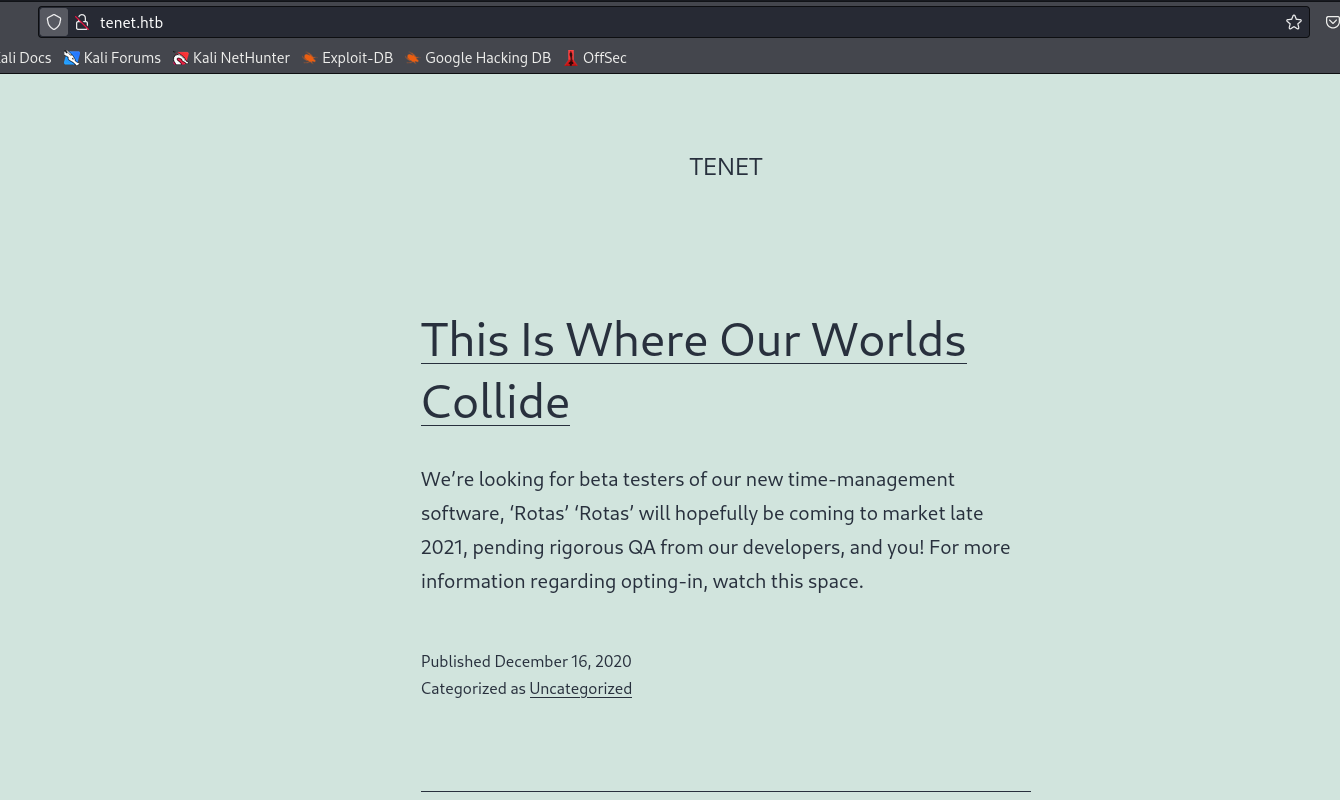 tenet.htb
ali Docs Kali Forums Kali NetHunter Exploit-DB Google Hacking DB OffSec
TENET
This Is Where Our Worlds
Collide
We’re looking for beta testers of our new time-management
software, ‘Rotas’ ‘Rotas’ will hopefully be coming to market late
2021, pending rigorous QA from our developers, and you! For more
information regarding opting-in, watch this space.
Published December 16, 2020
Categorized as Uncategorized